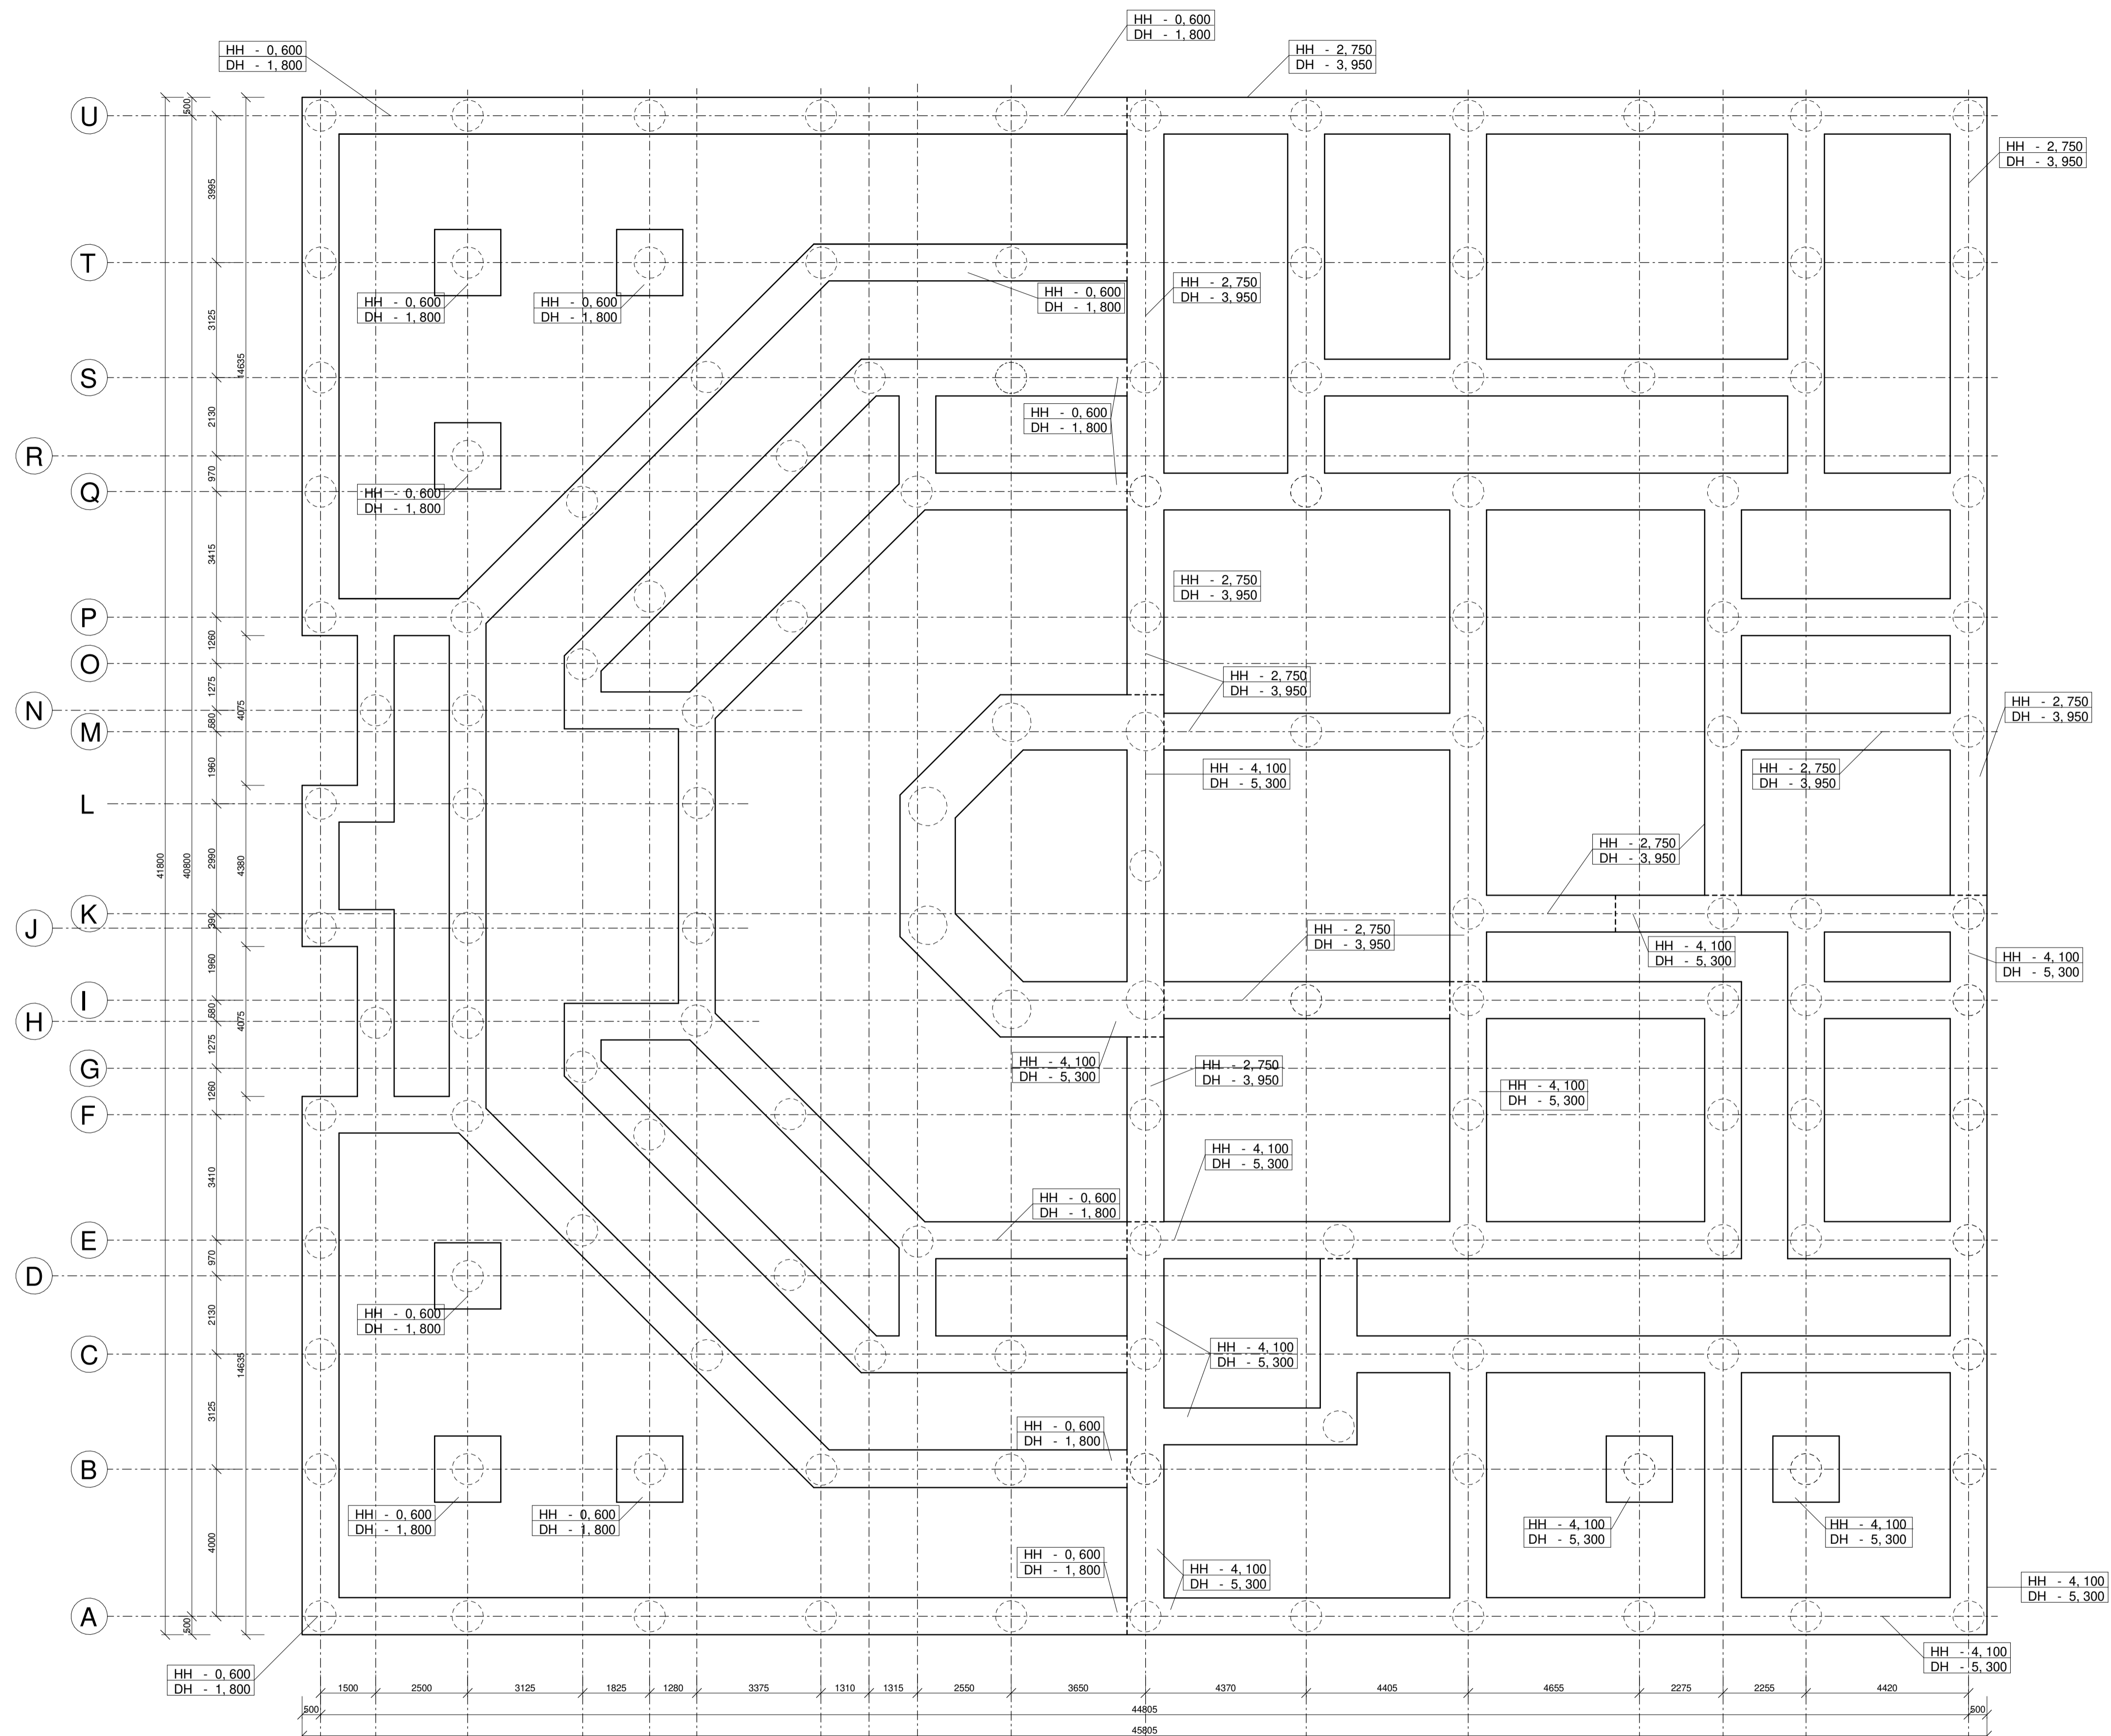 HH - 0,600
DH - 1,800
HH - 2,750
DH - 3,950
HH - 0,600
DH - 1,800
U
500
HH - 2,750
DH - 3,950
3995
T
HH - 2,750
DH - 3,950
HH - 0,600
DH - 1,800
HH - 0,600
DH - 1,800
HH - 0,600
DH - 1,800
3125
14635
S
2130
HH - 0,600
DH - 1,800
R
970
Q
HH - 0,600
DH - 1,800
3415
HH - 2,750
DH - 3,950
P
1260
O
1275
HH - 2,750
DH - 3,950
4075
N
580
HH - 2,750
DH - 3,950
M
1960
HH - 4,100
DH - 5,300
HH - 2,750
DH - 3,950
L
41800
40800
2990
4380
HH - 2,750
DH - 3,950
K
390
J
HH - 2,750
DH - 3,950
HH - 4,100
DH - 5,300
HH - 4,100
DH - 5,300
1960
I
580
H
4075
1275
HH - 4,100
DH - 5,300
HH - 2,750
DH - 3,950
G
1260
HH - 4,100
DH - 5,300
F
HH - 4,100
DH - 5,300
3410
HH - 0,600
DH - 1,800
E
970
D
2130
HH - 0,600
DH - 1,800
C
14635
HH - 4,100
DH - 5,300
3125
HH - 0,600
DH - 1,800
B
HH - 0,600
DH - 1,800
HH - 0,600
DH - 1,800
HH - 4,100
DH - 5,300
HH - 4,100
DH - 5,300
4000
HH - 0,600
DH - 1,800
HH - 4,100
DH - 5,300
HH - 4,100
DH - 5,300
A
500
HH - 4,100
DH - 5,300
HH - 0,600
DH - 1,800
1500 2500 3125 1825 1280 3375 1310 1315 2550 3650 4370 4405 4655 2275 2255 4420
500 44805 500
45805